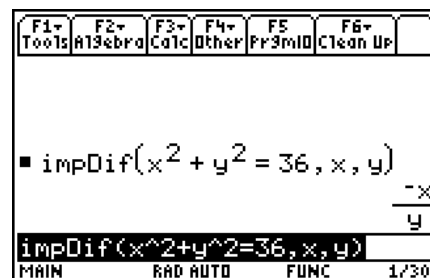 F1 F2 F3 F4 F5 F6
Tools Algebra Calc Other PrgmIO Clean Up
▪ impDif(x² + y² = 36, x, y)
-x
y
impDif(x^2+y^2=36,x,y)
MAIN RAD AUTO FUNC 1/30